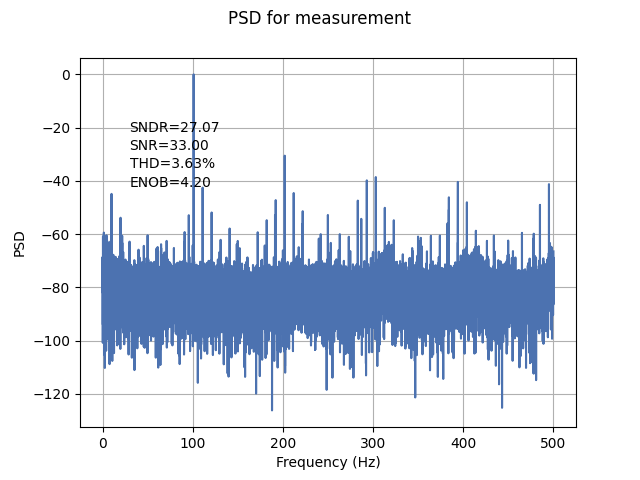 PSD for measurement
0
−20
−40
−60
−80
−100
−120
PSD
SNDR=27.07
SNR=33.00
THD=3.63%
ENOB=4.20
0 100 200 300 400 500
Frequency (Hz)